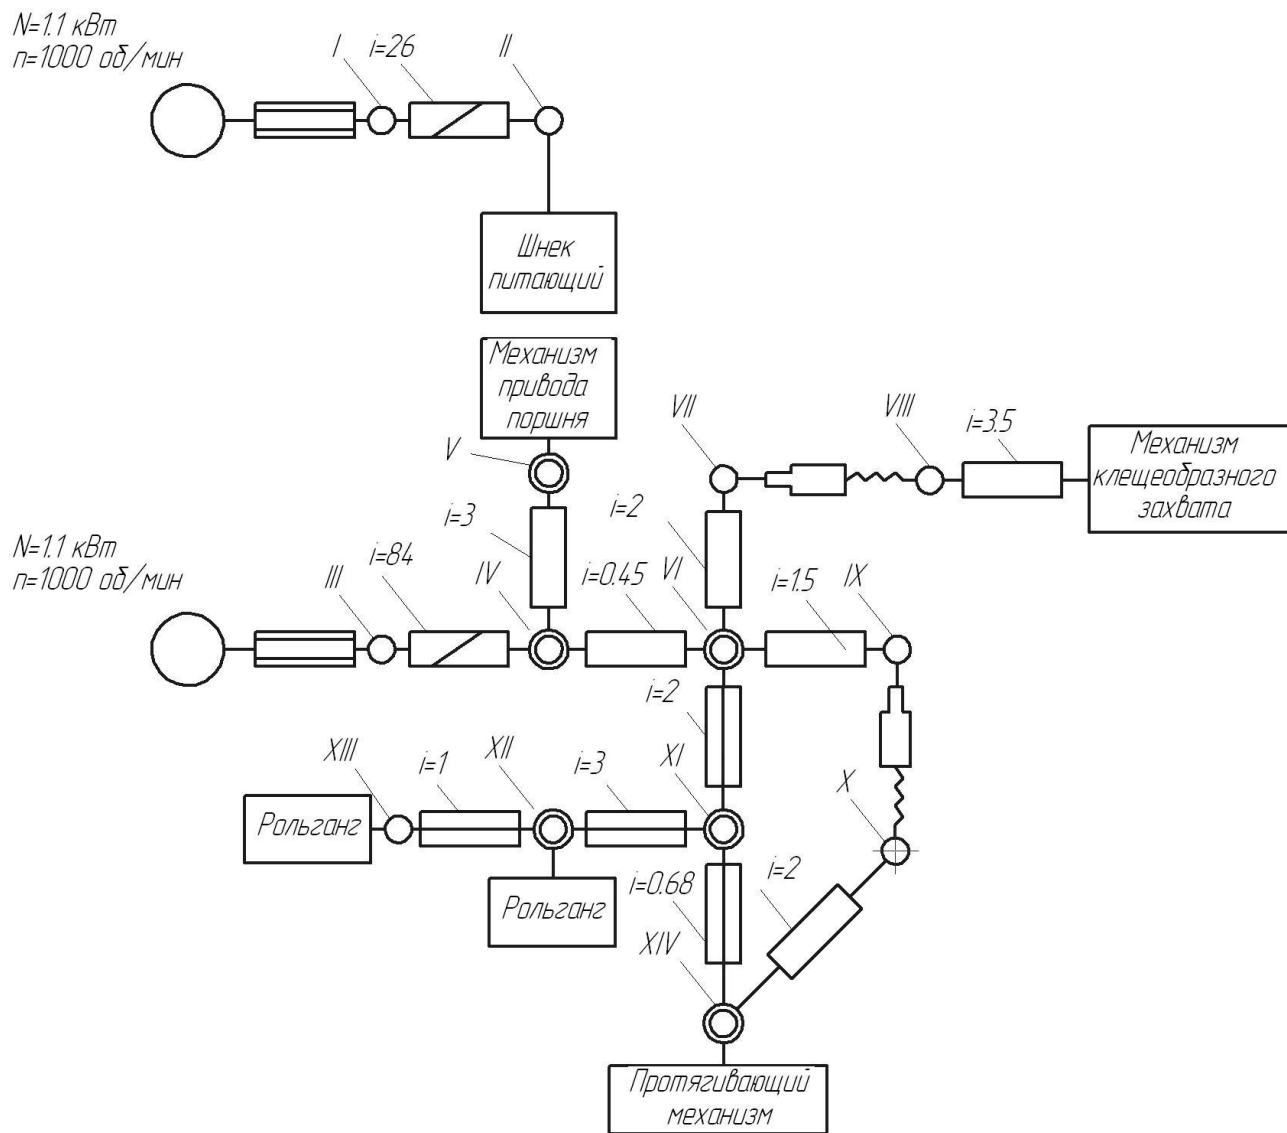 N=1.1 кВт
n=1000 об/мин
I
i=26
II
Шнек
питающий
Механизм
привода
поршня
V
VII
VIII
i=3.5
Механизм
клещеобразного
захвата
i=3
i=2
N=1.1 кВт
n=1000 об/мин
III
i=84
IV
i=0.45
VI
i=1.5
IX
i=2
XIII
i=1
XII
i=3
XI
X
Рольганг
Рольганг
i=0.68
i=2
XIV
Протягивающий
механизм